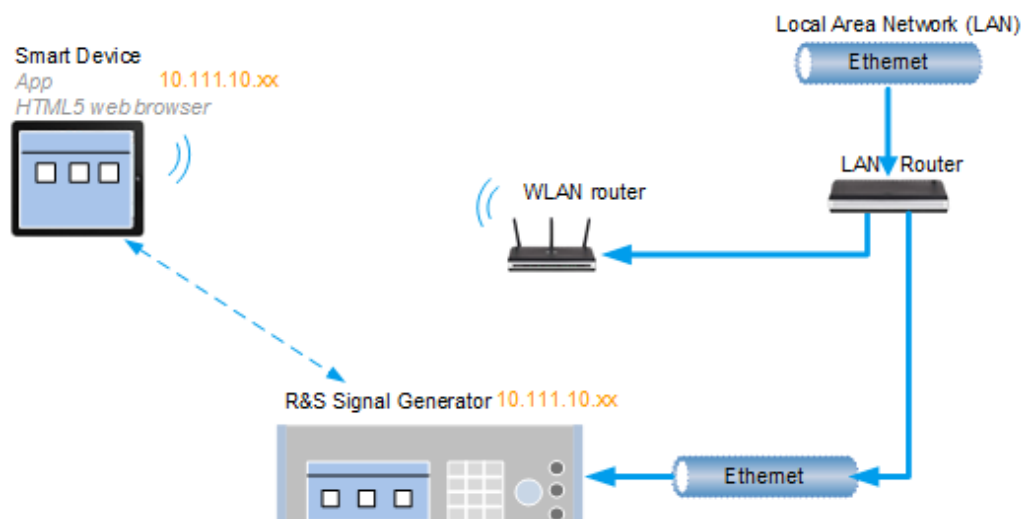 Local Area Network (LAN)
Ethernet
Smart Device
App
10.111.10.xx
HTML5 web browser
LAN Router
WLAN router
R&S Signal Generator 10.111.10.xx
Ethernet